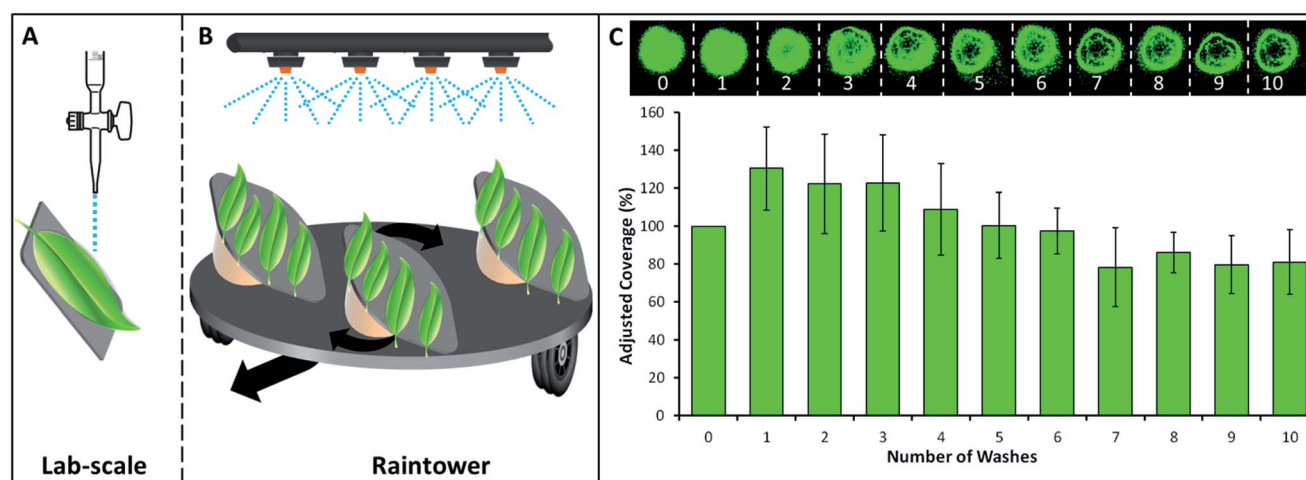 A
B
C
0 1 2 3 4 5 6 7 8 9 10
160
140
120
100
80
60
40
20
0
Adjusted Coverage (%)
0 1 2 3 4 5 6 7 8 9 10
Number of Washes
Lab-scale
Raintower